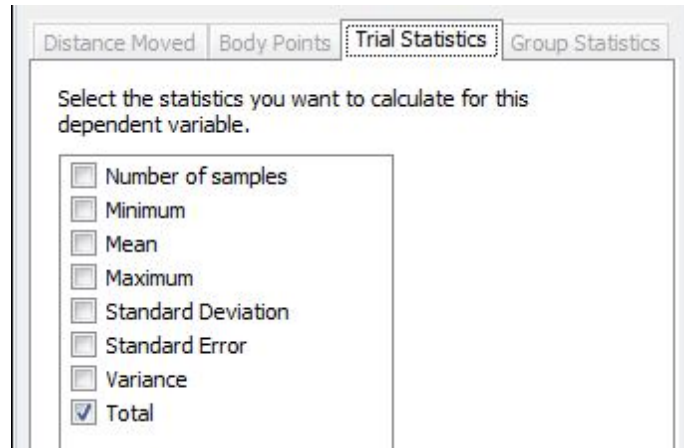 Distance Moved Body Points Trial Statistics Group Statistics
Select the statistics you want to calculate for this
dependent variable.
Number of samples
Minimum
Mean
Maximum
Standard Deviation
Standard Error
Variance
Total